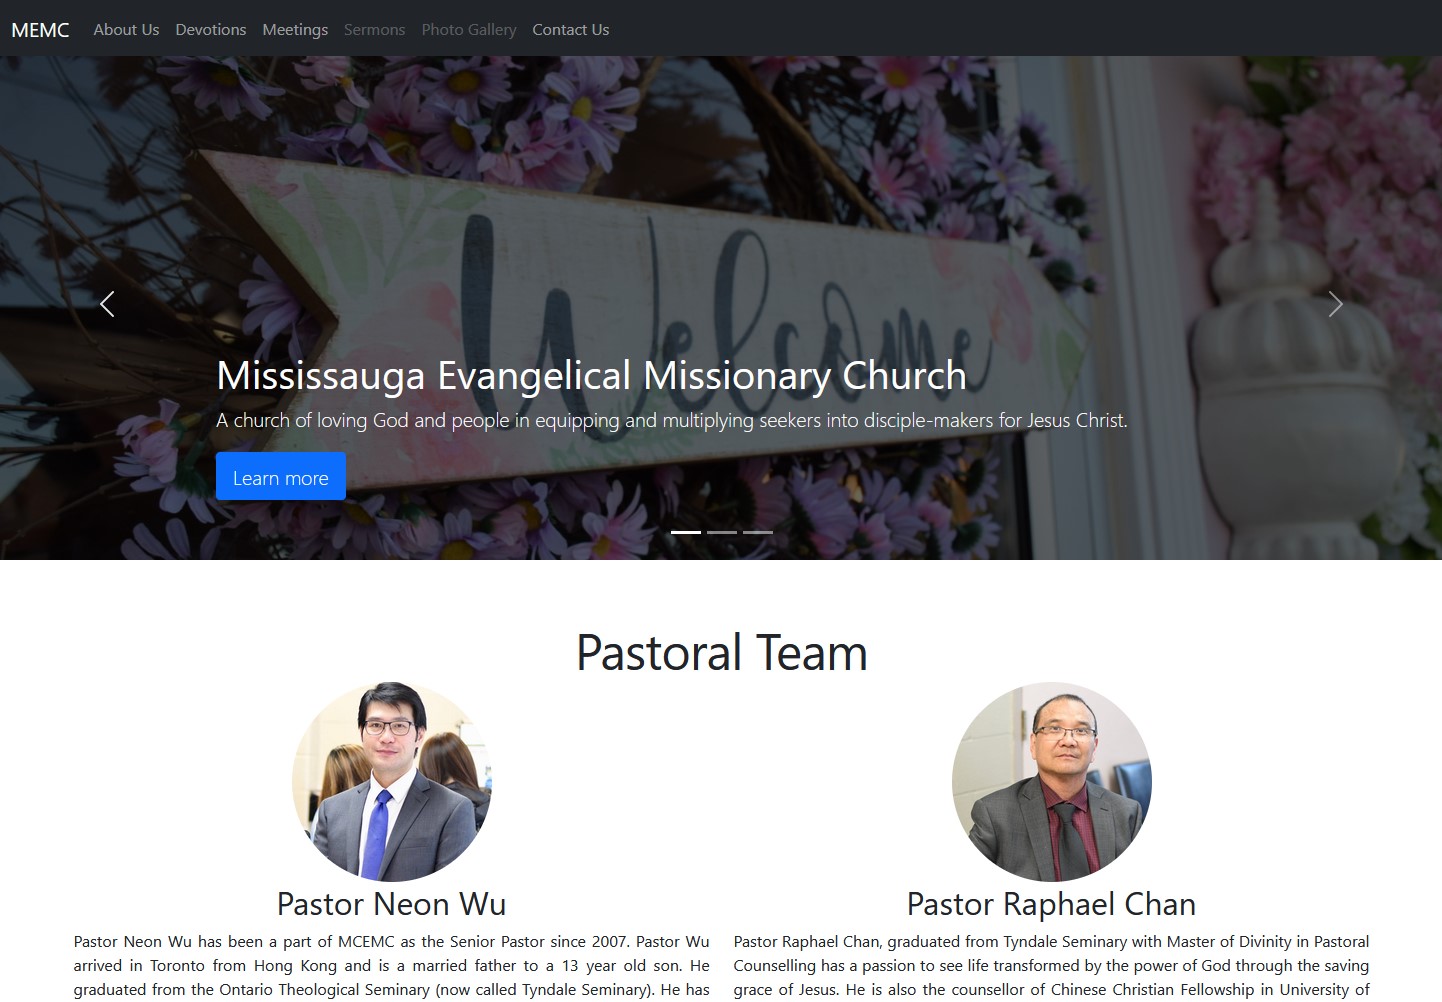 MEMC About Us Devotions Meetings Sermons Photo Gallery Contact Us
Welcome
Mississauga Evangelical Missionary Church
A church of loving God and people in equipping and multiplying seekers into disciple-makers for Jesus Christ.
Learn more
Pastoral Team
Pastor Neon Wu
Pastor Neon Wu has been a part of MCEMC as the Senior Pastor since 2007. Pastor Wu
arrived in Toronto from Hong Kong and is a married father to a 13 year old son. He
graduated from the Ontario Theological Seminary (now called Tyndale Seminary). He has
Pastor Raphael Chan
Pastor Raphael Chan, graduated from Tyndale Seminary with Master of Divinity in Pastoral
Counselling has a passion to see life transformed by the power of God through the saving
grace of Jesus. He is also the counsellor of Chinese Christian Fellowship in University of